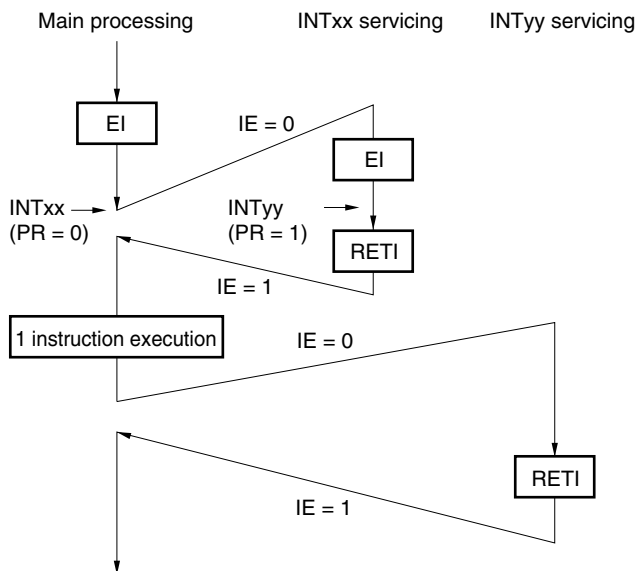 Main processing
INTxx servicing
INTyy servicing
EI
IE = 0
EI
INTxx
(PR = 0)
INTyy
(PR = 1)
RETI
IE = 1
1 instruction execution
IE = 0
RETI
IE = 1